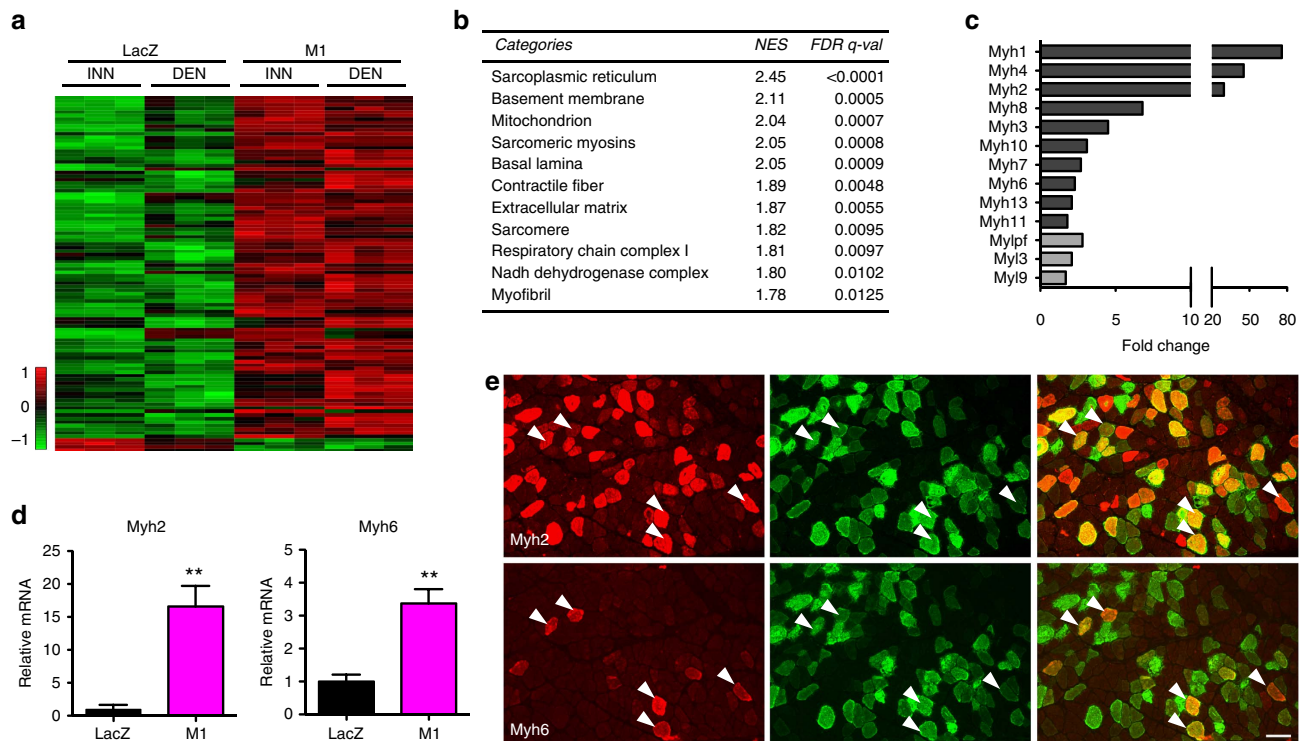 a
LacZ M1
INN DEN INN DEN
1
0
−1
b
Categories NES FDR q-val
Sarcoplasmic reticulum 2.45 <0.0001
Basement membrane 2.11 0.0005
Mitochondrion 2.04 0.0007
Sarcomeric myosins 2.05 0.0008
Basal lamina 2.05 0.0009
Contractile fiber 1.89 0.0048
Extracellular matrix 1.87 0.0055
Sarcomere 1.82 0.0095
Respiratory chain complex I 1.81 0.0097
Nadh dehydrogenase complex 1.80 0.0102
Myofibril 1.78 0.0125
c
Myh1
Myh4
Myh2
Myh8
Myh3
Myh10
Myh7
Myh6
Myh13
Myh11
Mylpf
Myl3
Myl9
0 5 10 20 50 80
Fold change
d
Myh2
Relative mRNA
25
20
15
10
5
0
**
LacZ M1
Myh6
Relative mRNA
5
4
3
2
1
0
**
LacZ M1
e
Myh2
Myh6